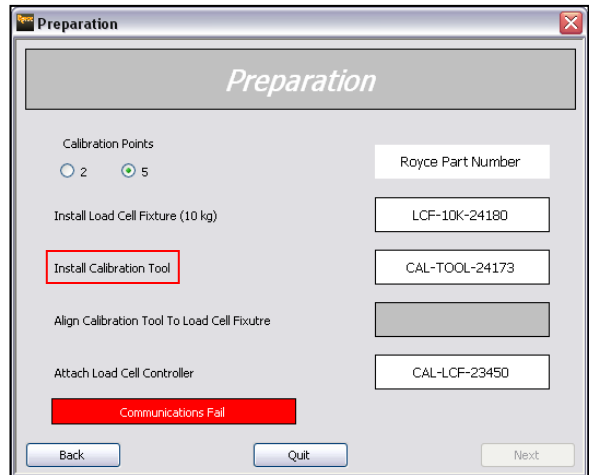 Royce Preparation
Preparation
Calibration Points
2 5
Royce Part Number
Install Load Cell Fixture (10 kg)
LCF-10K-24180
Install Calibration Tool
CAL-TOOL-24173
Align Calibration Tool To Load Cell Fixutre
Attach Load Cell Controller
CAL-LCF-23450
Communications Fail
Back Quit Next